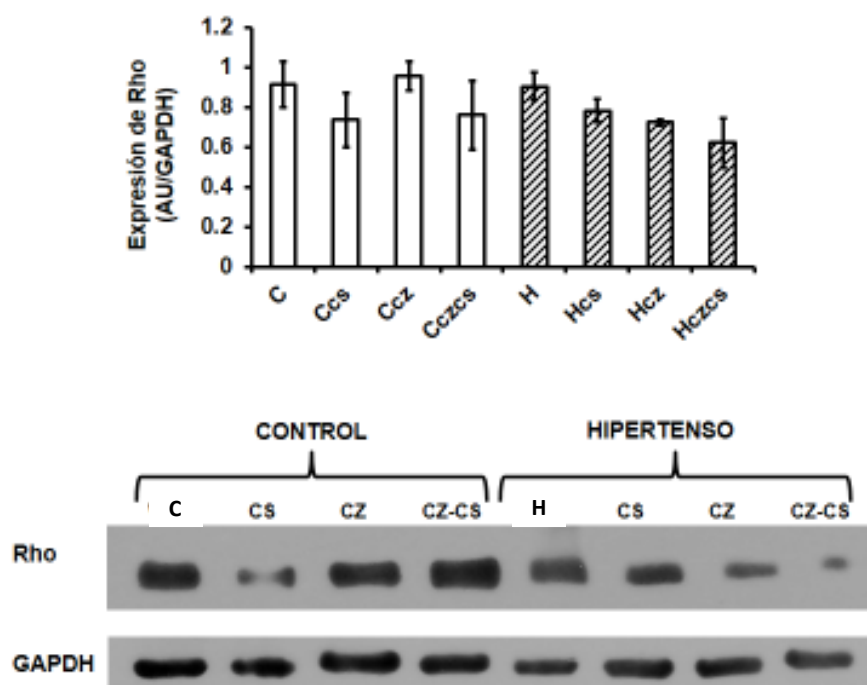 Expresión de Rho
(AU/GAPDH)
1.2
1
0.8
0.6
0.4
0.2
0
C Ccs Ccz Cczcs H Hcs Hcz Hczcs
CONTROL HIPERTENSO
C CS CZ CZ-CS H CS CZ CZ-CS
Rho
GAPDH